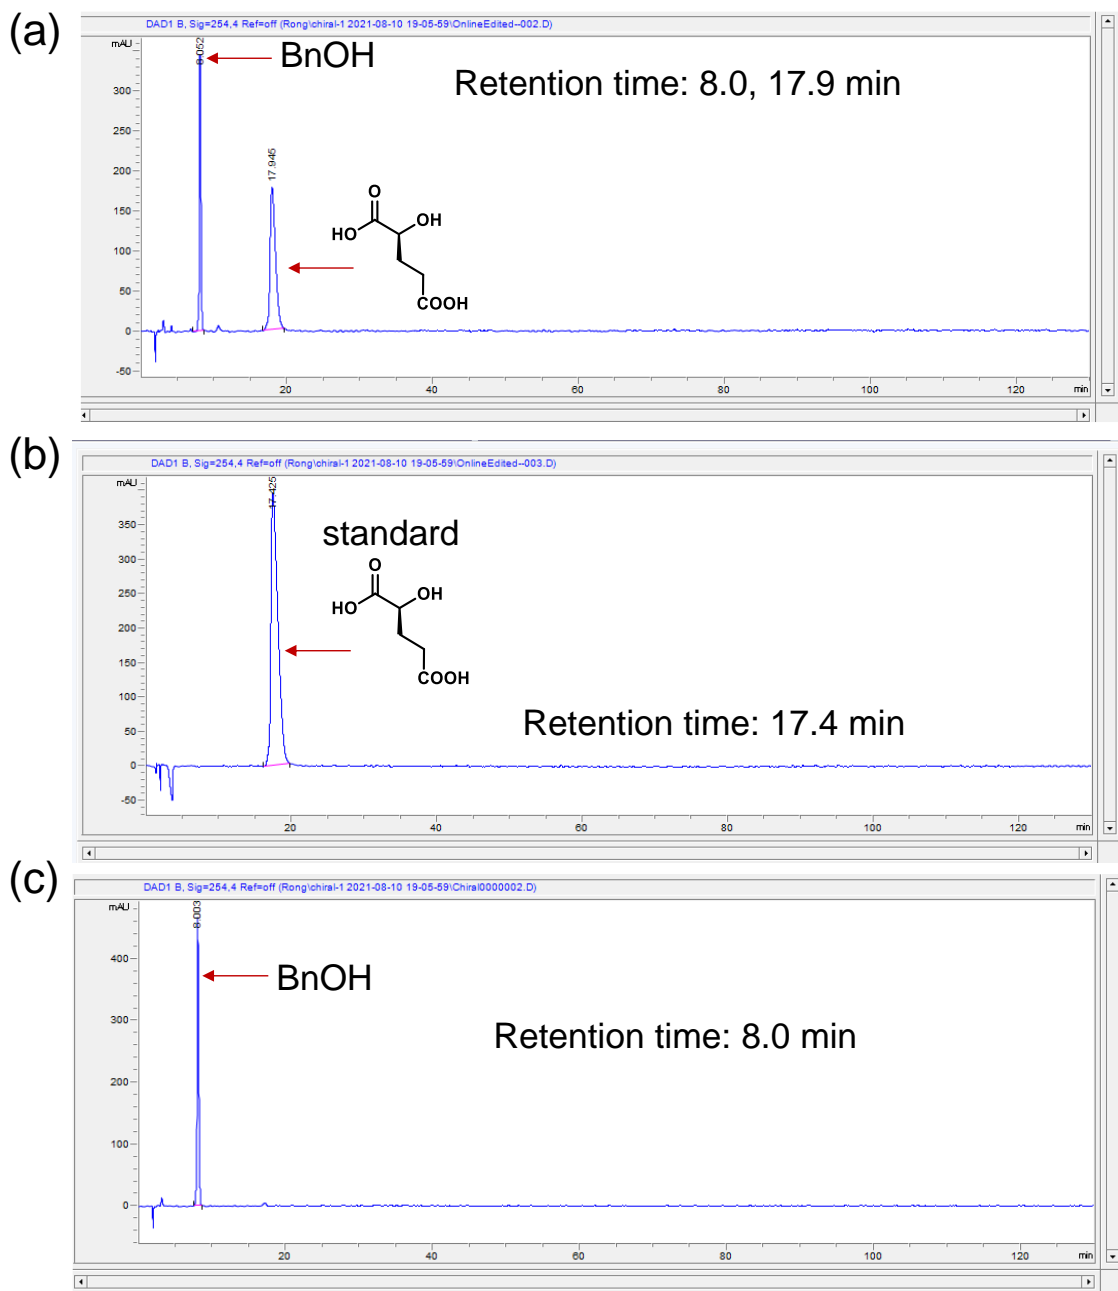 (a)
DAD1 B, Sig=254,4 Ref=off (Rong\chiral-1 2021-08-10 19-05-59\OnlineEdited--002.D)
mAU
8.052
BnOH
Retention time: 8.0, 17.9 min
300
250
200
150
100
50
0
-50
17.945
O
HO
OH
COOH
20
40
60
80
100
120
min
(b)
DAD1 B, Sig=254,4 Ref=off (Rong\chiral-1 2021-08-10 19-05-59\OnlineEdited--003.D)
mAU
17.425
350
300
250
200
150
100
50
0
-50
standard
O
HO
OH
COOH
Retention time: 17.4 min
20
40
60
80
100
120
min
(c)
DAD1 B, Sig=254,4 Ref=off (Rong\chiral-1 2021-08-10 19-05-59\Chiral0000002.D)
mAU
8.003
400
300
200
100
0
BnOH
Retention time: 8.0 min
20
40
60
80
100
120
min